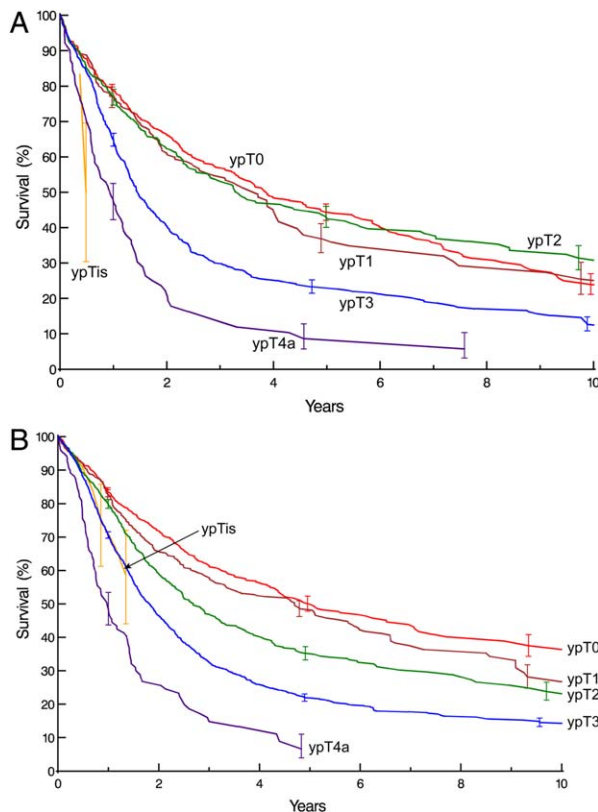 A
100
90
80
70
60
50
40
30
20
10
0
Survival (%)
ypT0
ypT2
ypT1
ypTis
ypT3
ypT4a
0 2 4 6 8 10
Years
B
100
90
80
70
60
50
40
30
20
10
0
Survival (%)
ypTis
ypT0
ypT1
ypT2
ypT3
ypT4a
0 2 4 6 8 10
Years